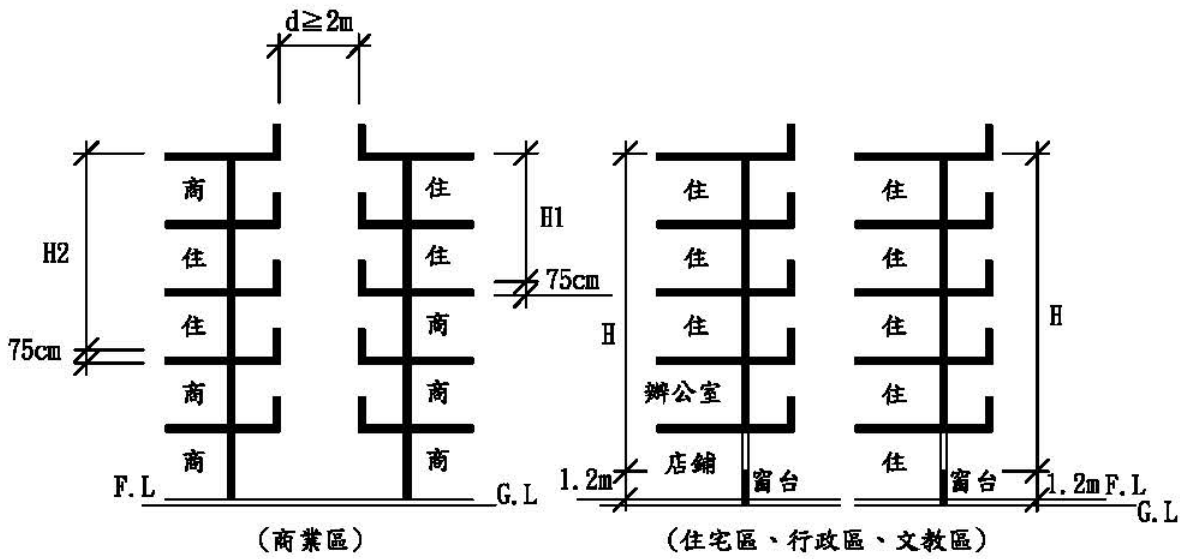 d≧2m
商 住 住 住
H2 住 住 H1 住 住
75cm
住 商 H 住 住 H
75cm
商 商 辦公室 住
商 商 店鋪 窗台 住 窗台
F.L G.L 1.2m 1.2m F.L
G.L
(商業區) (住宅區、行政區、文教區)